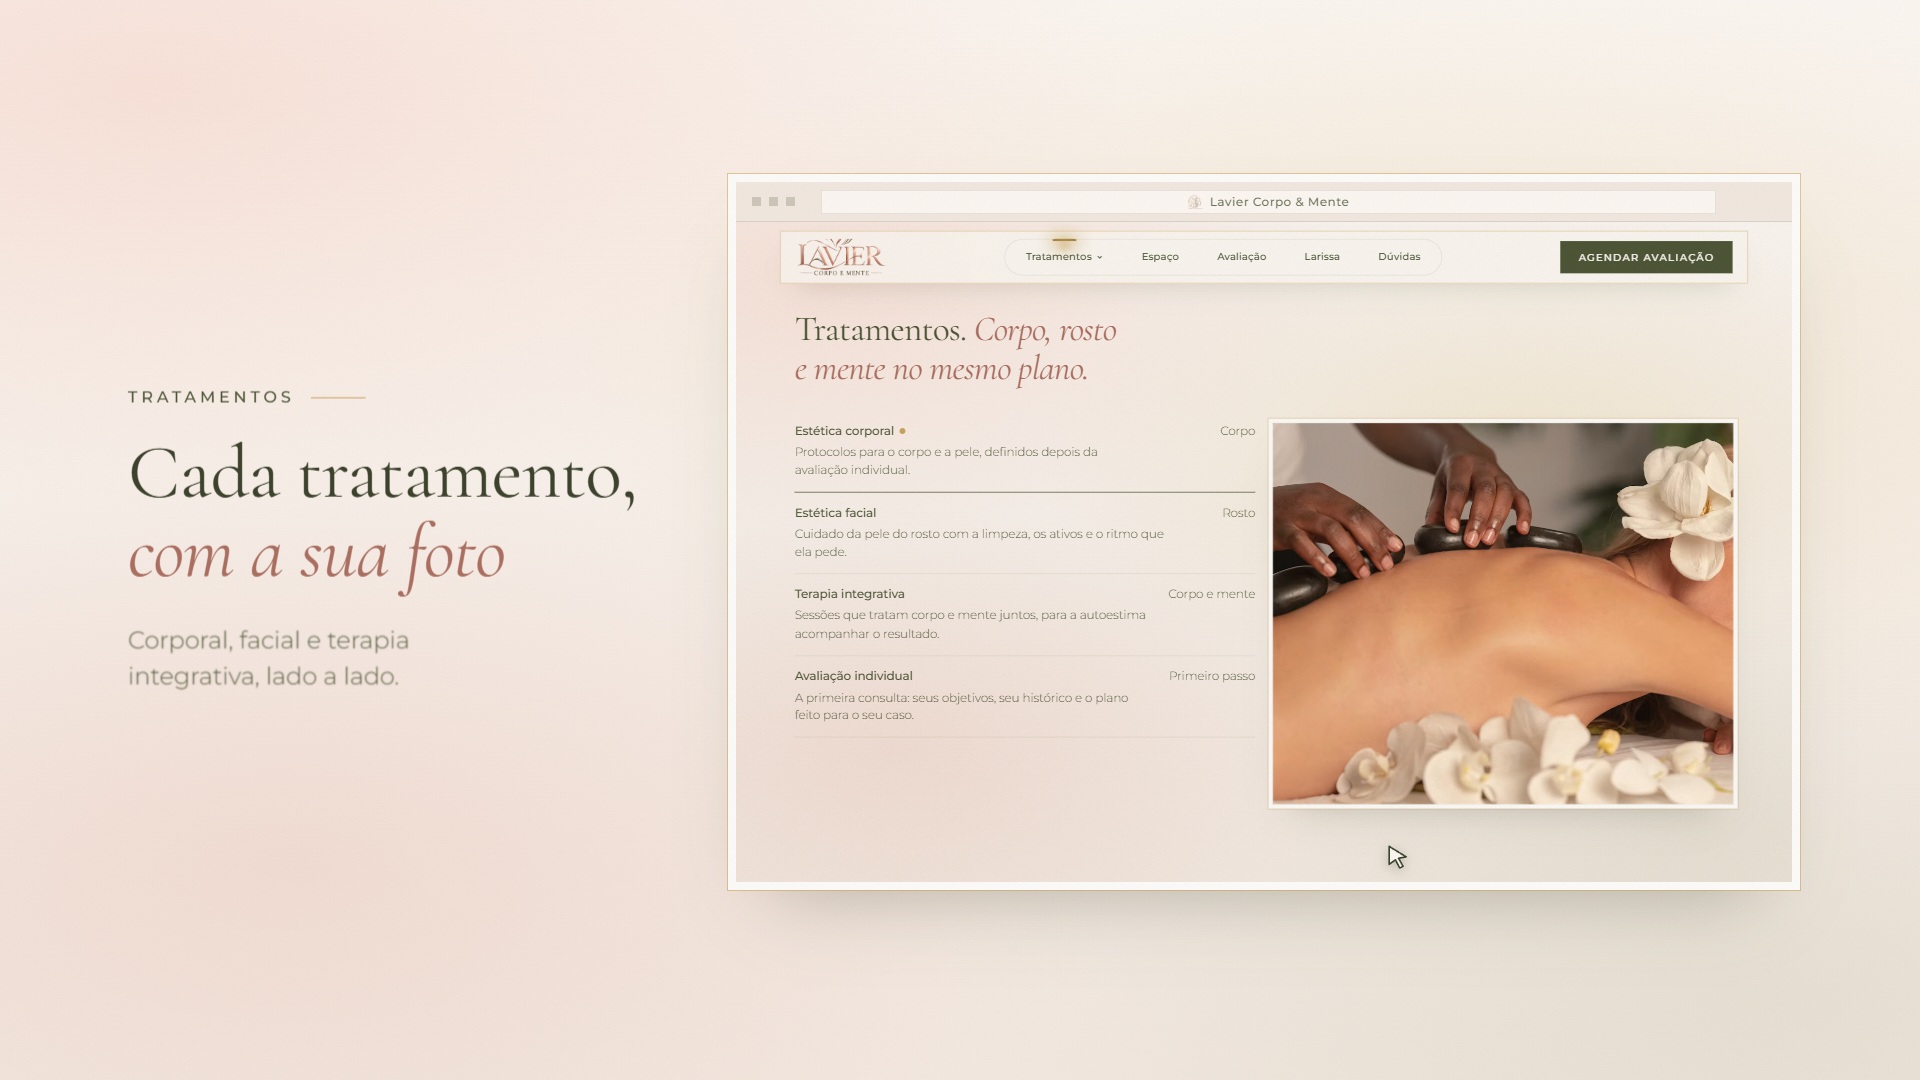 TRATAMENTOS
Cada tratamento,
com a sua foto
Corporal, facial e terapia
integrativa, lado a lado.
Lavier Corpo & Mente
LAVIER
CORPO E MENTE
Tratamentos
Espaço
Avaliação
Larissa
Dúvidas
AGENDAR AVALIAÇÃO
Tratamentos. Corpo, rosto
e mente no mesmo plano.
Estética corporal
Corpo
Protocolos para o corpo e a pele, definidos depois da
avaliação individual.
Estética facial
Rosto
Cuidado da pele do rosto com a limpeza, os ativos e o ritmo que
ela pede.
Terapia integrativa
Corpo e mente
Sessões que tratam corpo e mente juntos, para a autoestima
acompanhar o resultado.
Avaliação individual
Primeiro passo
A primeira consulta: seus objetivos, seu histórico e o plano
feito para o seu caso.